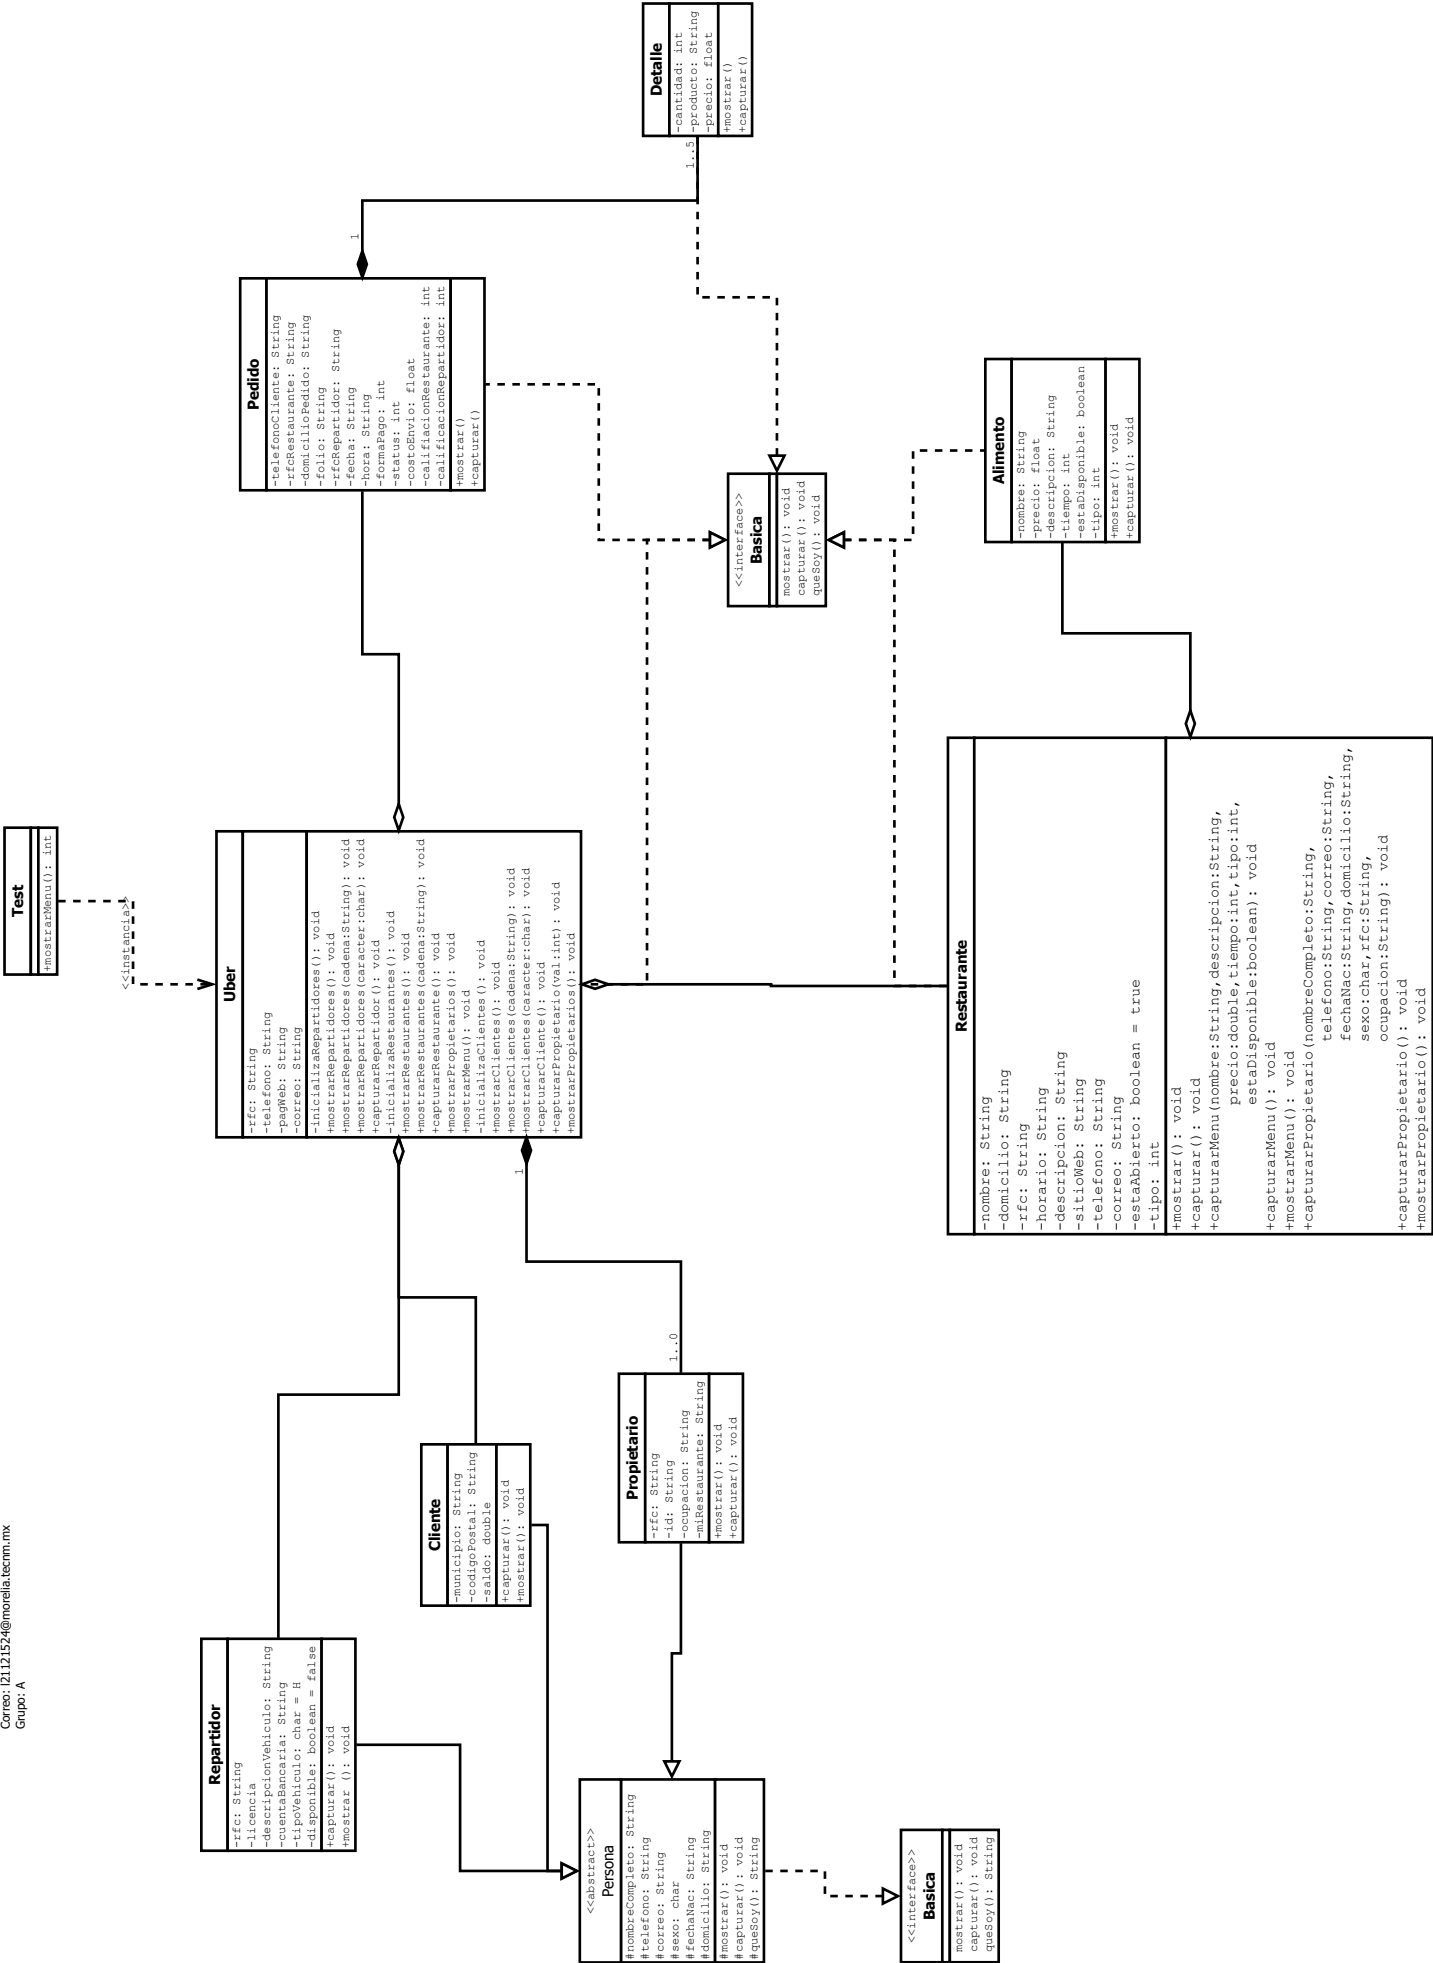 Correo: l21121524@morelia.tecnm.mx
Grupo: A
Test
+mostrarMenu(): int
<<instancia>>
Repartidor
-rfc: String
-licencia
-descripcionVehiculo: String
-cuentaBancaria: String
-tipoVehiculo: char = H
-disponible: boolean = false
+capturar(): void
+mostrar (): void
Uber
-rfc: String
-telefono: String
-pagWeb: String
-correo: String
-inicializaRepartidores(): void
+mostrarRepartidores(): void
+mostrarRepartidores(cadena:String): void
+mostrarRepartidores(caracter:char): void
+capturarRepartidor(): void
-inicializaRestaurantes(): void
+mostrarRestaurantes(): void
+mostrarRestaurantes(cadena:String): void
+capturarRestaurante(): void
+mostrarPropietarios(): void
+mostrarMenu(): void
-inicializaClientes(): void
+mostrarClientes(): void
+mostrarClientes(cadena:String): void
+mostrarClientes(caracter:char): void
+capturarCliente(): void
+capturarPropietario(val:int): void
+mostrarPropietarios(): void
1
Pedido
-telefonoCliente: String
-rfcRestaurante: String
-domicilioPedido: String
-folio: String
-rfcRepartidor: String
-fecha: String
-hora: String
-formaPago: int
-status: int
-costoEnvio: float
-califiacionRestaurante: int
-calificacionRepartidor: int
+mostrar()
+capturar()
1
Cliente
-municipio: String
-codigoPostal: String
-saldo: double
+capturar(): void
+mostrar(): void
<<abstract>>
Persona
#nombreCompleto: String
#telefono: String
#correo: String
#sexo: char
#fechaNac: String
#domicilio: String
#mostrar(): void
#capturar(): void
#queSoy(): String
Propietario
-rfc: String
-id: String
-ocupacion: String
-miRestaurante: String
+mostrar(): void
+capturar(): void
1..0
Detalle
-cantidad: int
-producto: String
-precio: float
+mostrar()
+capturar()
1..5
<<interface>>
Basica
mostrar(): void
capturar(): void
queSoy(): void
<<interface>>
Basica
mostrar(): void
capturar(): void
queSoy(): String
Restaurante
-nombre: String
-domicilio: String
-rfc: String
-horario: String
-descripcion: String
-sitioWeb: String
-telefono: String
-correo: String
-estaAbierto: boolean = true
-tipo: int
+mostrar(): void
+capturar(): void
+capturarMenu(nombre:String,descripcion:String,
precio:double,tiempo:int,tipo:int,
estaDisponible:boolean): void
+capturarMenu(): void
+mostrarMenu(): void
+capturarPropietario(nombreCompleto:String,
telefono:String,correo:String,
fechaNac:String,domicilio:String,
sexo:char,rfc:String,
ocupacion:String): void
+capturarPropietario(): void
+mostrarPropietario(): void
Alimento
-nombre: String
-precio: float
-descripcion: String
-tiempo: int
-estaDisponible: boolean
-tipo: int
+mostrar(): void
+capturar(): void